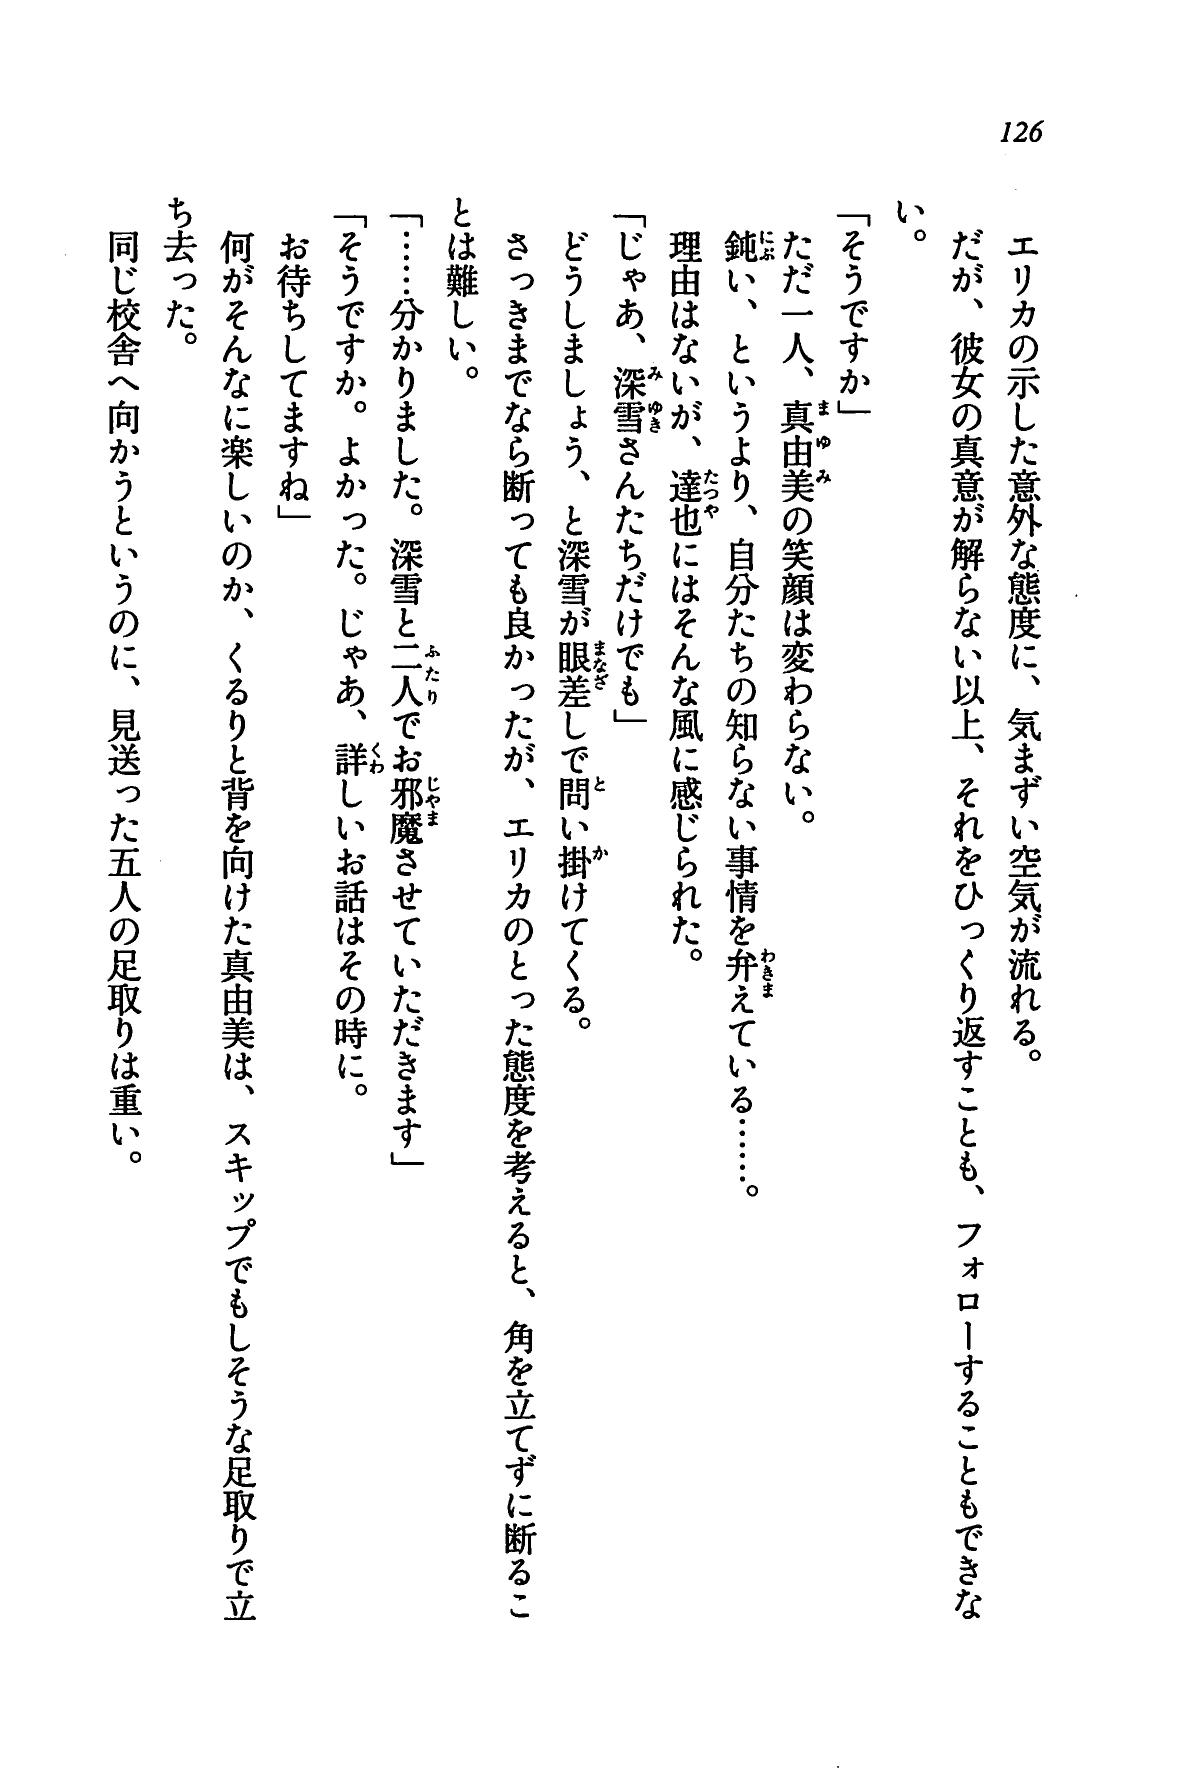 126
エリカの示した意外な態度に、気まずい空気が流れる。
だが、彼女の真意が解らない以上、それをひっくり返すことも、フォローすることもできな
い。
「そうですか」
ただ一人、真由美の笑顔は変わらない。
鈍い、というより、自分たちの知らない事情を弁えている……。
理由はないが、達也にはそんな風に感じられた。
「じゃあ、深雪さんたちだけでも」
どうしましょう、と深雪が眼差しで問い掛けてくる。
さっきまでなら断っても良かったが、エリカのとった態度を考えると、角を立てずに断るこ
とは難しい。
「……分かりました。深雪と二人でお邪魔させていただきます」
「そうですか。よかった。じゃあ、詳しいお話はその時に。
お待ちしてますね」
何がそんなに楽しいのか、くるりと背を向けた真由美は、スキップでもしそうな足取りで立
ち去った。
同じ校舎へ向かうというのに、見送った五人の足取りは重い。